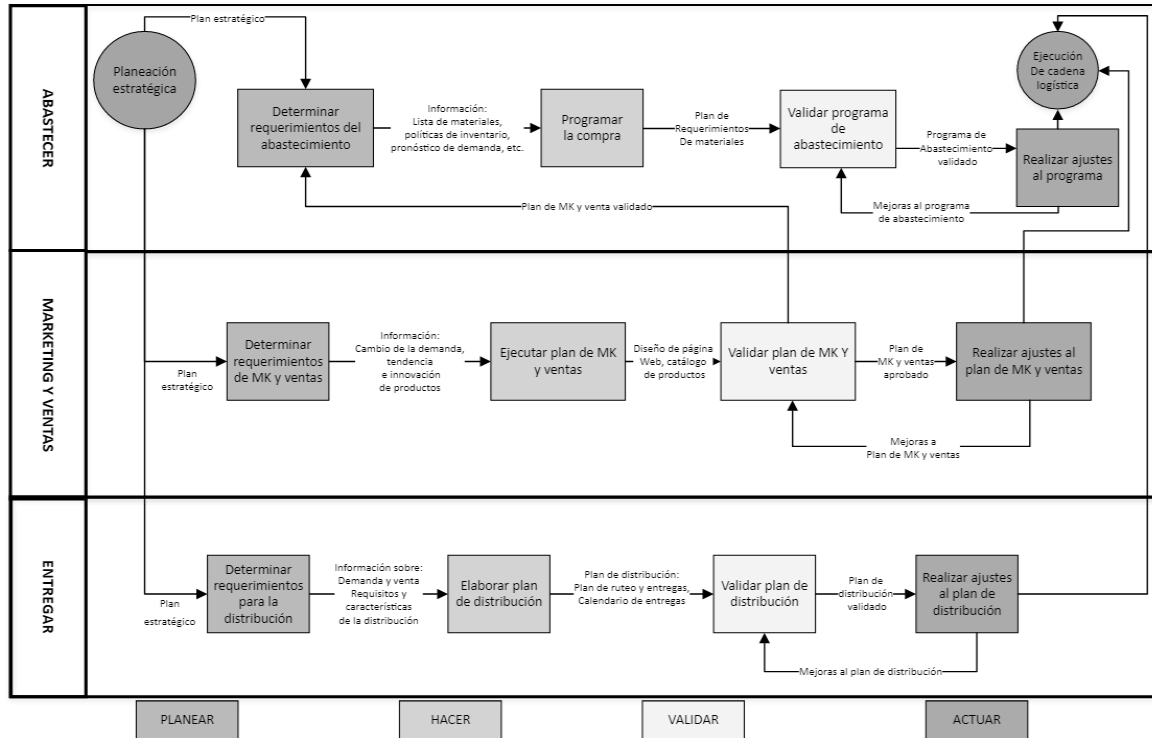 ABASTECER
Planeación
estratégica
Plan estratégico
Determinar
requerimientos del
abastecimiento
Información:
Lista de materiales,
políticas de inventario,
pronóstico de demanda, etc.
Programar
la compra
Plan de
Requerimientos
De materiales
Validar programa
de
abastecimiento
Programa de
Abastecimiento
validado
Realizar ajustes
al programa
Ejecución
De cadena
logística
Mejoras al programa
de abastecimiento
Plan de MK y venta validado
MARKETING Y VENTAS
Plan
estratégico
Determinar
requerimientos
de MK y ventas
Información:
Cambio de la demanda,
tendencia
e innovación
de productos
Ejecutar plan de MK
y ventas
Diseño de página
Web, catálogo
de productos
Validar plan de MK Y
ventas
Plan de
MK y ventas
aprobado
Realizar ajustes al
plan de MK y ventas
Mejoras a
Plan de MK y ventas
ENTREGAR
Plan
estratégico
Determinar
requerimientos
para la
distribución
Información sobre:
Demanda y venta
Requisitos y
características
de la distribución
Elaborar plan
de distribución
Plan de distribución:
Plan de ruteo y entregas,
Calendario de entregas
Validar plan de
distribución
Plan de
distribución
validado
Realizar ajustes
al plan de
distribución
Mejoras al plan de distribución
PLANEAR
HACER
VALIDAR
ACTUAR